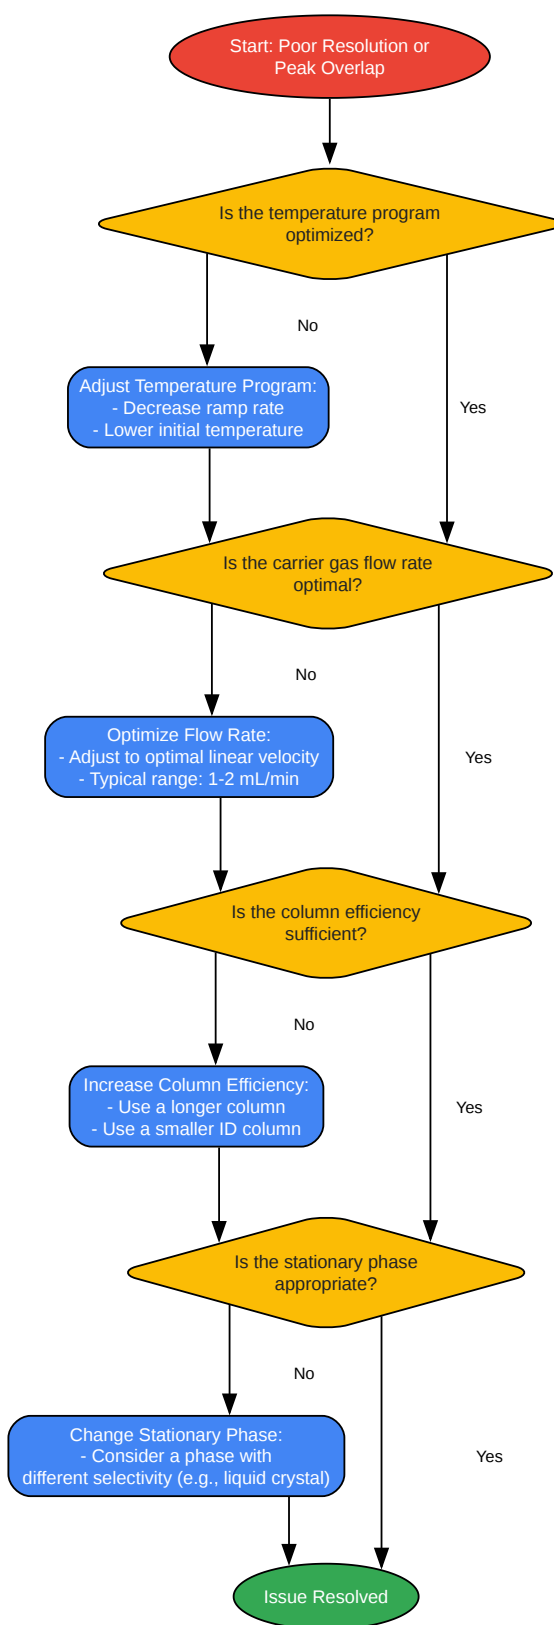 Start: Poor Resolution or
Peak Overlap
Is the temperature program
optimized?
No
Adjust Temperature Program:
- Decrease ramp rate
- Lower initial temperature
Yes
Is the carrier gas flow rate
optimal?
No
Optimize Flow Rate:
- Adjust to optimal linear velocity
- Typical range: 1-2 mL/min
Yes
Is the column efficiency
sufficient?
No
Increase Column Efficiency:
- Use a longer column
- Use a smaller ID column
Yes
Is the stationary phase
appropriate?
No
Change Stationary Phase:
- Consider a phase with
different selectivity (e.g., liquid crystal)
Yes
Issue Resolved